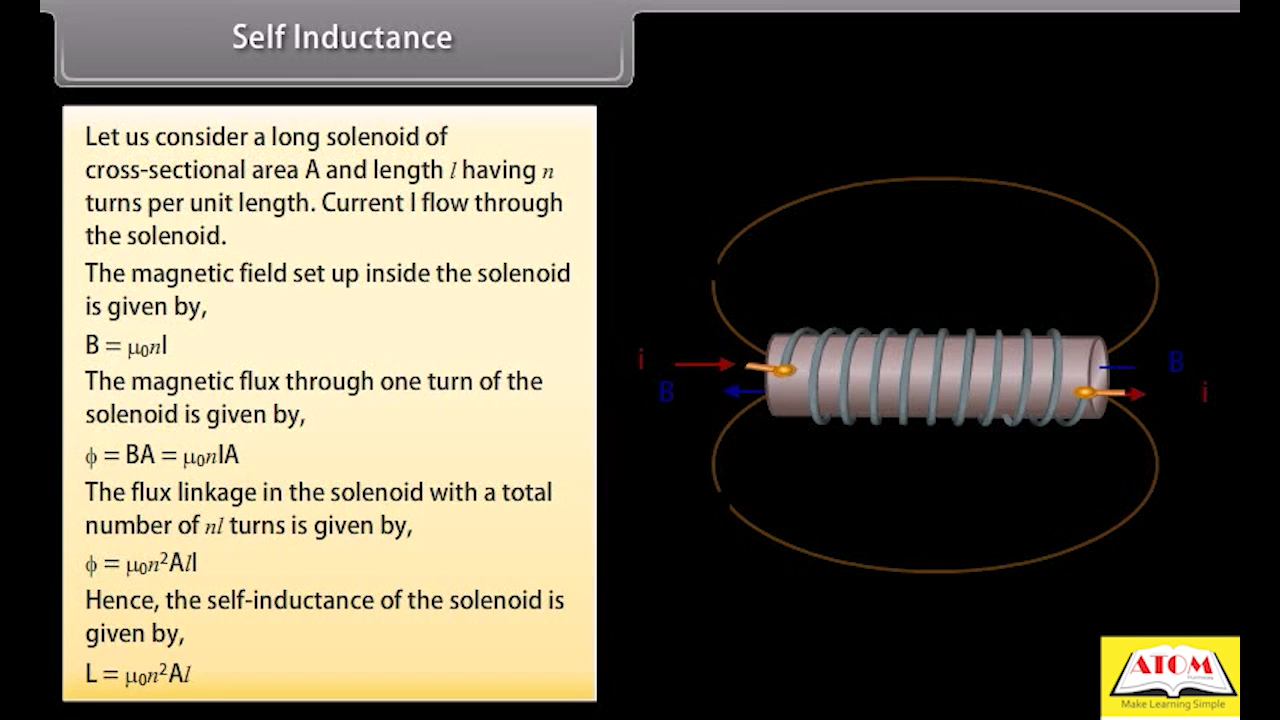 Self Inductance
Let us consider a long solenoid of
cross-sectional area A and length l having n
turns per unit length. Current I flow through
the solenoid.
The magnetic field set up inside the solenoid
is given by,
B = μ₀nI
The magnetic flux through one turn of the
solenoid is given by,
ϕ = BA = μ₀nIA
The flux linkage in the solenoid with a total
number of nl turns is given by,
ϕ = μ₀n²AlI
Hence, the self-inductance of the solenoid is
given by,
L = μ₀n²Al
i
B
B
i
ATOM
Make Learning Simple